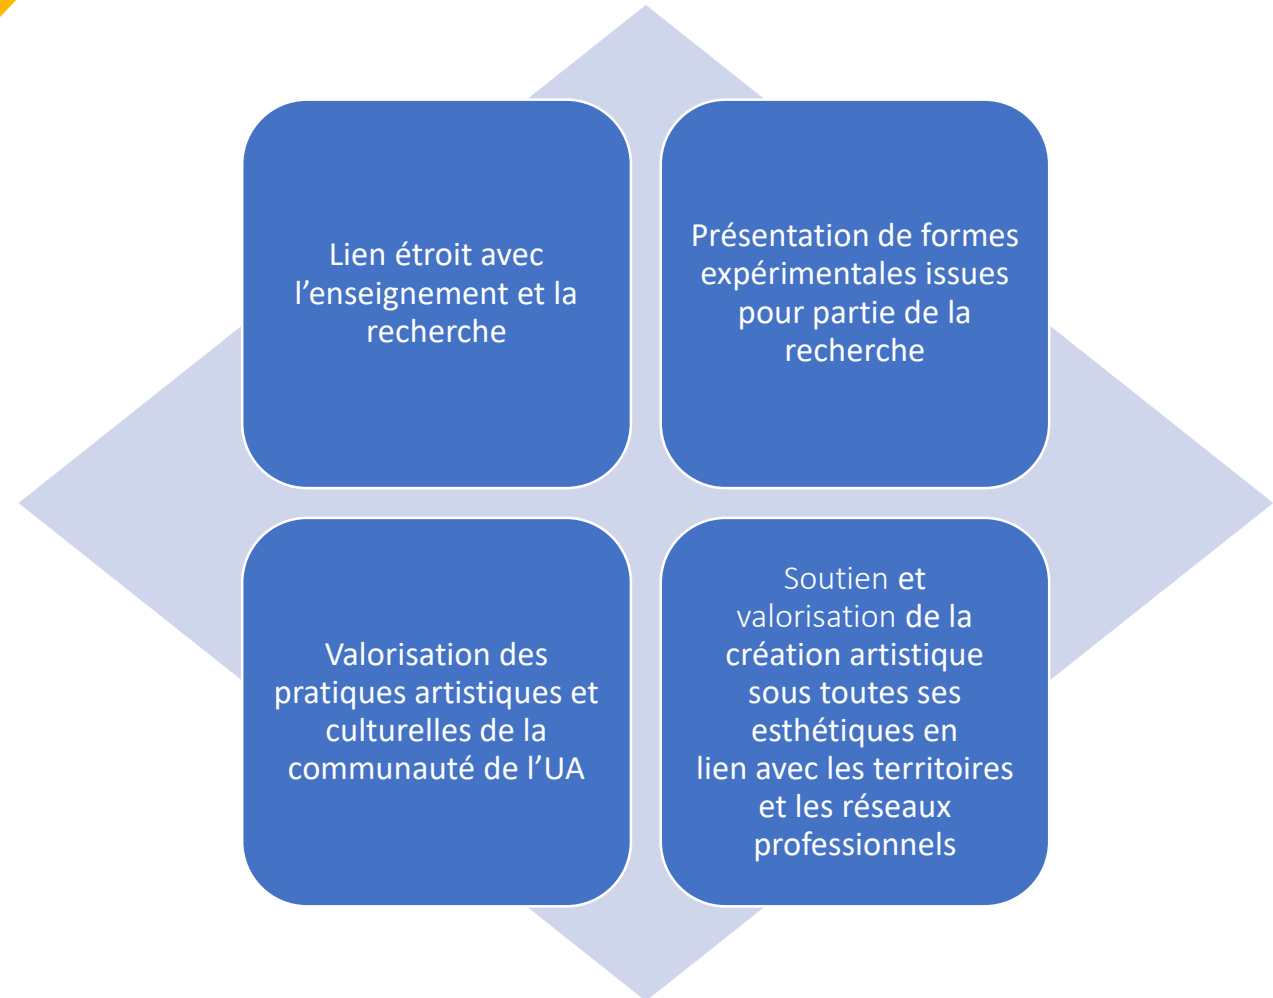 Lien étroit avec
l’enseignement et la
recherche
Présentation de formes
expérimentales issues
pour partie de la
recherche
Valorisation des
pratiques artistiques et
culturelles de la
communauté de l’UA
Soutien et
valorisation de la
création artistique
sous toutes ses
esthétiques en
lien avec les territoires
et les réseaux
professionnels